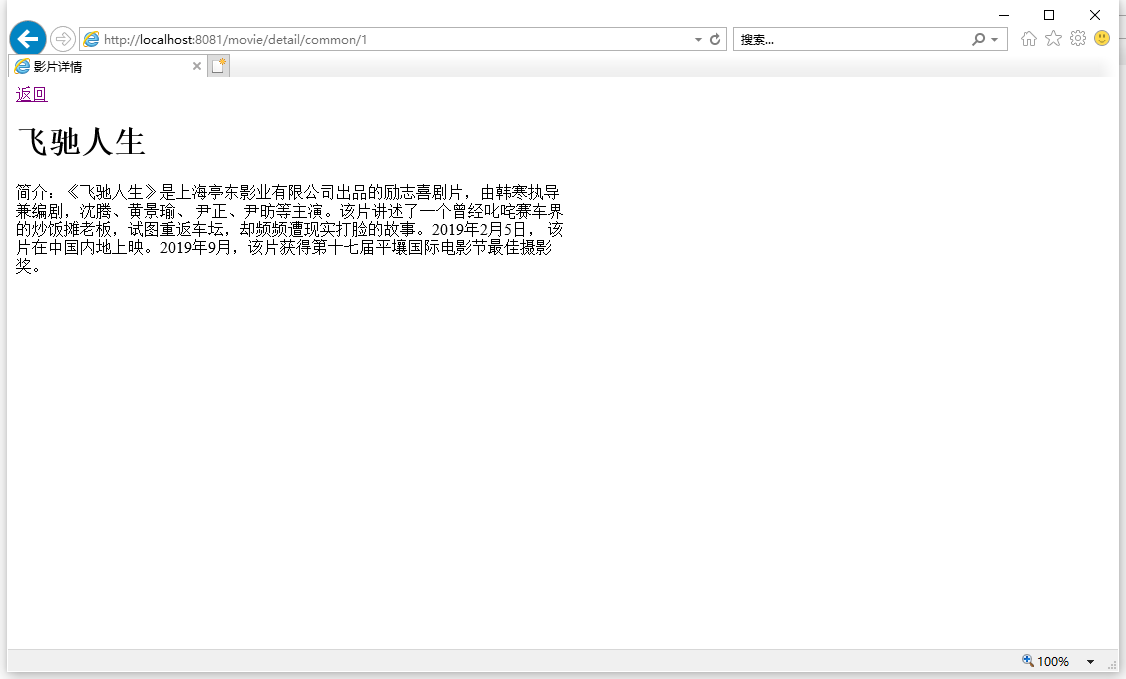 http://localhost:8081/movie/detail/common/1
搜索...
影片详情
返回
飞驰人生
简介：《飞驰人生》是上海亭东影业有限公司出品的励志喜剧片，由韩寒执导
兼编剧，沈腾、黄景瑜、 尹正、尹昉等主演。该片讲述了一个曾经叱咤赛车界
的炒饭摊老板，试图重返车坛，却频频遭现实打脸的故事。2019年2月5日， 该
片在中国内地上映。2019年9月，该片获得第十七届平壤国际电影节最佳摄影
奖。
100%